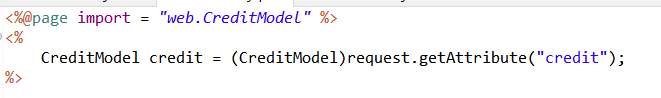 <%@page import = "web.CreditModel" %>
<%
    CreditModel credit = (CreditModel)request.getAttribute("credit");
%>